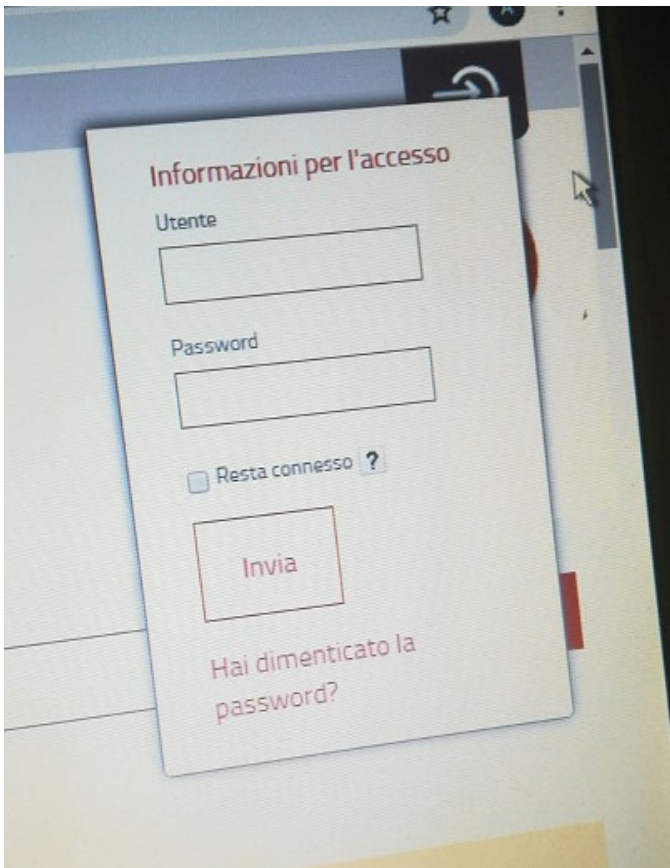 A
Informazioni per l'accesso
Utente
Password
Resta connesso ?
Invia
Hai dimenticato la
password?